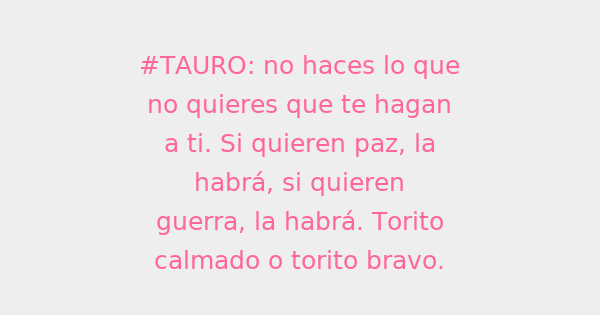 #TAURO: no haces lo que
no quieres que te hagan
a ti. Si quieren paz, la
habrá, si quieren
guerra, la habrá. Torito
calmado o torito bravo.